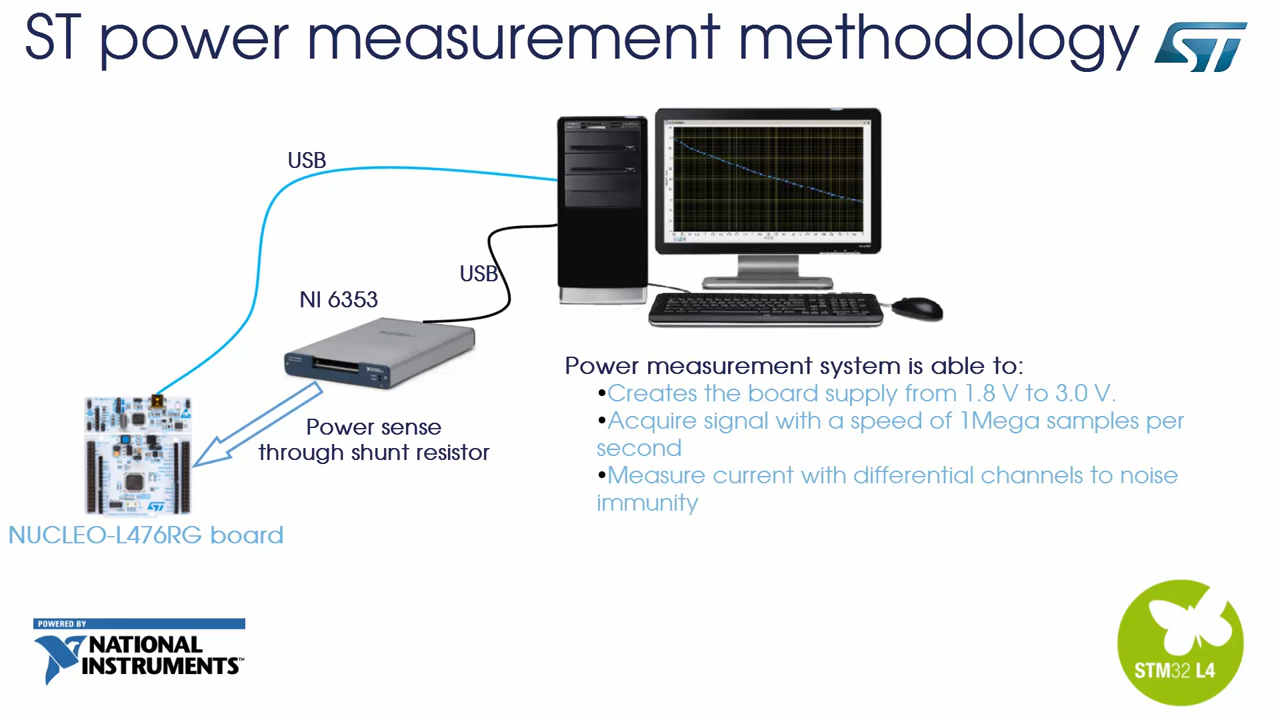 ST power measurement methodology
ST
USB
USB
NI 6353
Power sense
through shunt resistor
NUCLEO-L476RG board
Power measurement system is able to:
•Creates the board supply from 1.8 V to 3.0 V.
•Acquire signal with a speed of 1Mega samples per
second
•Measure current with differential channels to noise
immunity
POWERED BY
NATIONAL
INSTRUMENTS™
STM32 L4